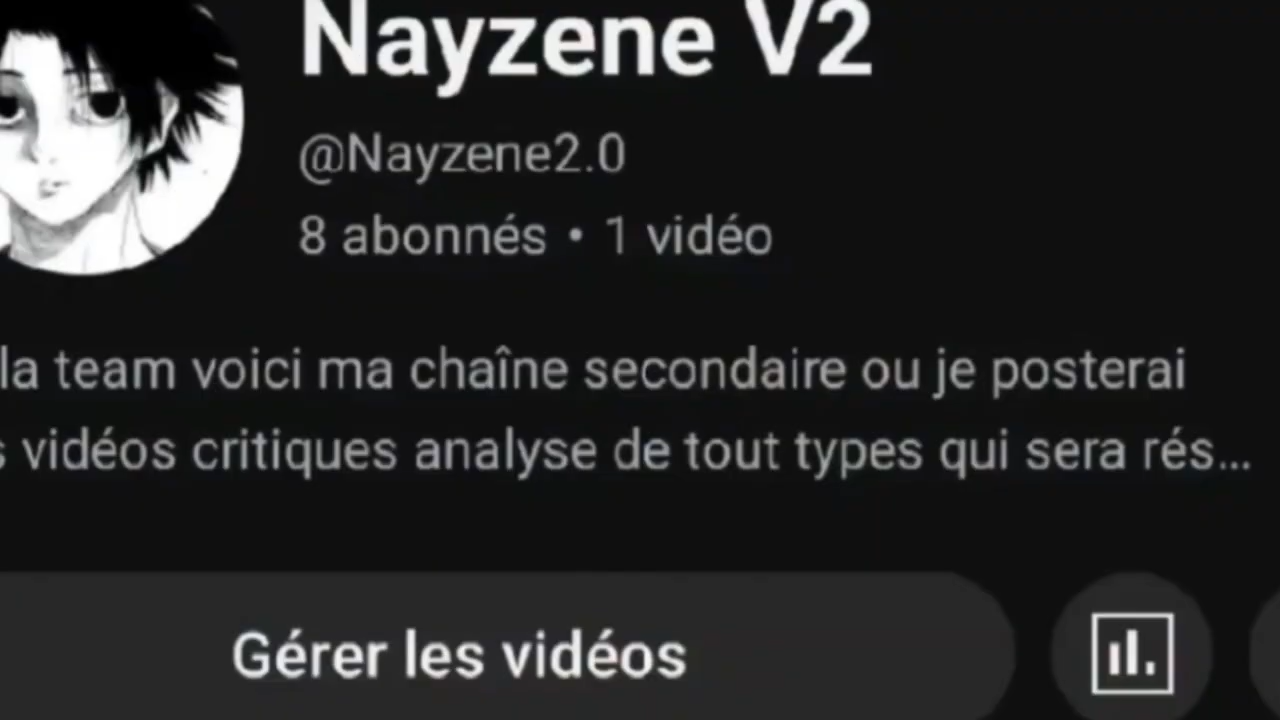 Nayzene V2
@Nayzene2.0
8 abonnés • 1 vidéo
la team voici ma chaîne secondaire ou je posterai
vidéos critiques analyse de tout types qui sera rés...
Gérer les vidéos